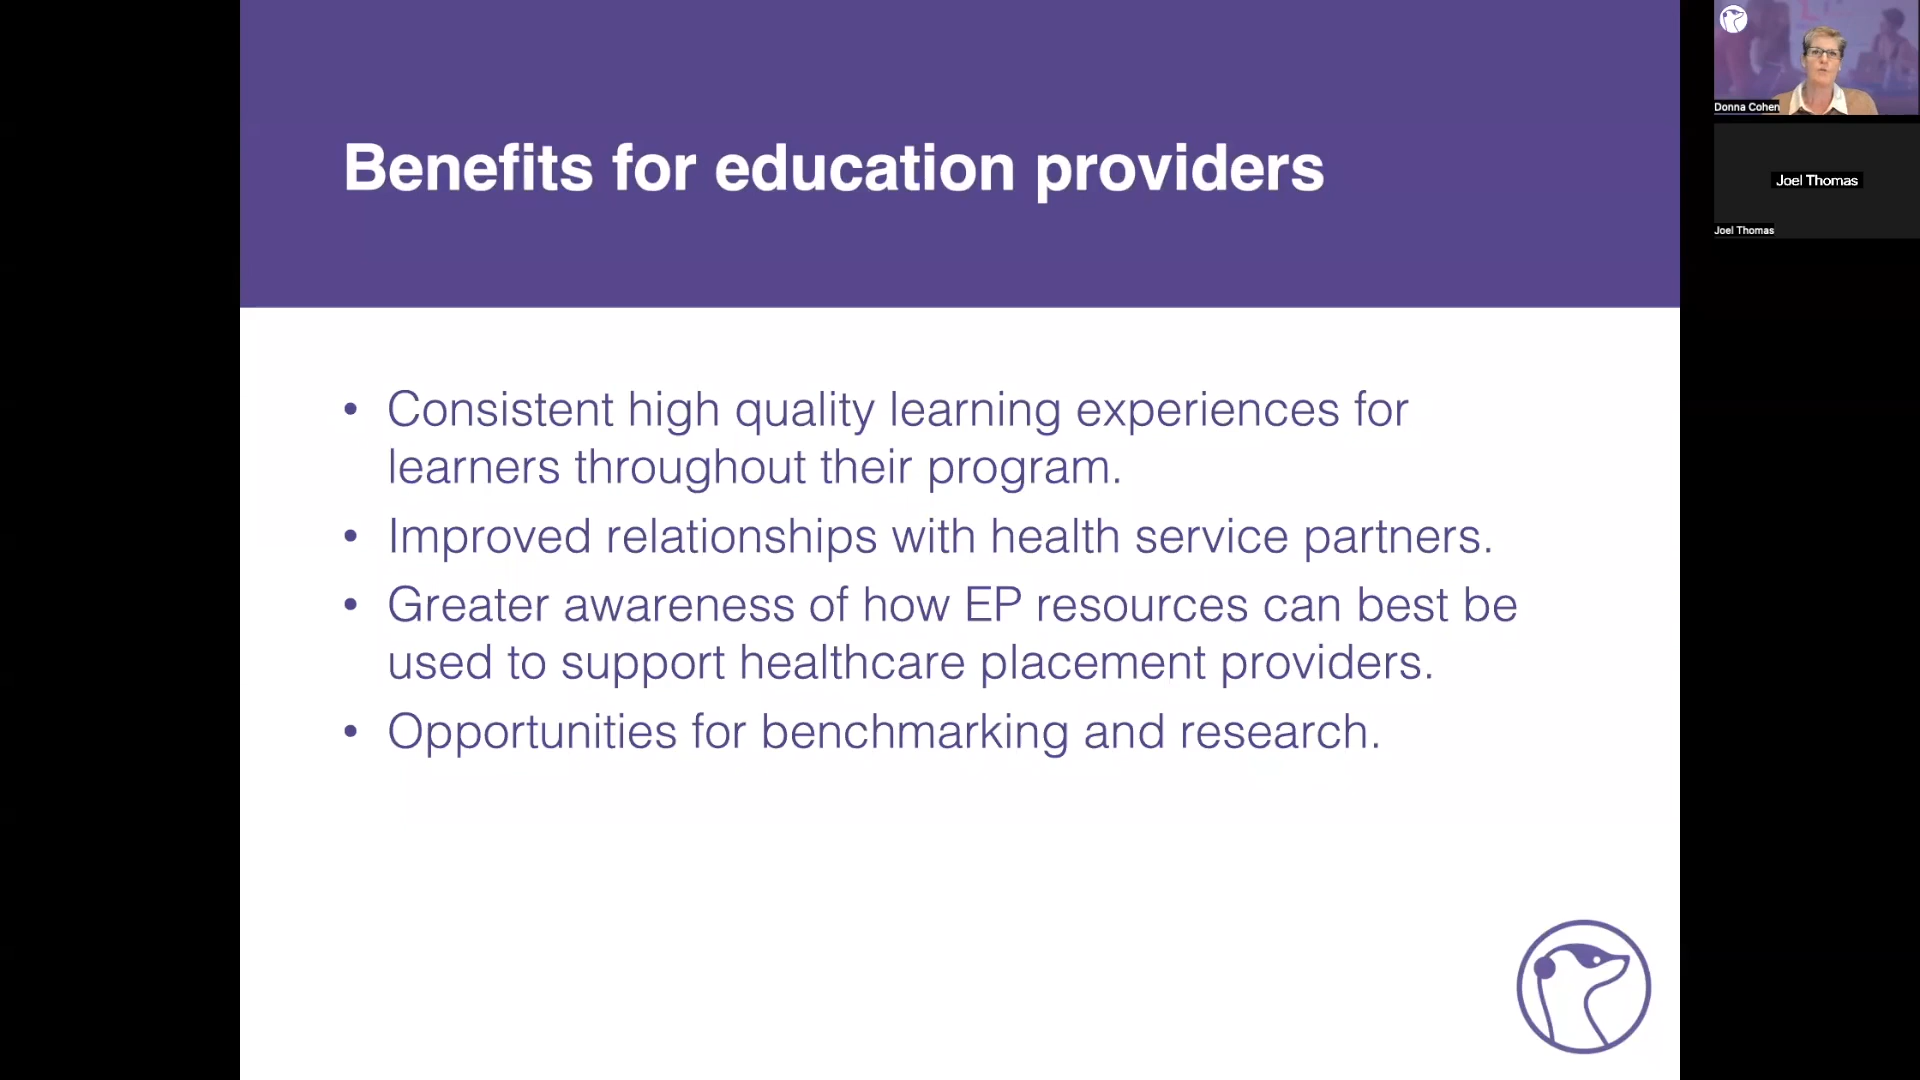 Benefits for education providers
• Consistent high quality learning experiences for
learners throughout their program.
• Improved relationships with health service partners.
• Greater awareness of how EP resources can best be
used to support healthcare placement providers.
• Opportunities for benchmarking and research.
Donna Cohen
Joel Thomas
Joel Thomas